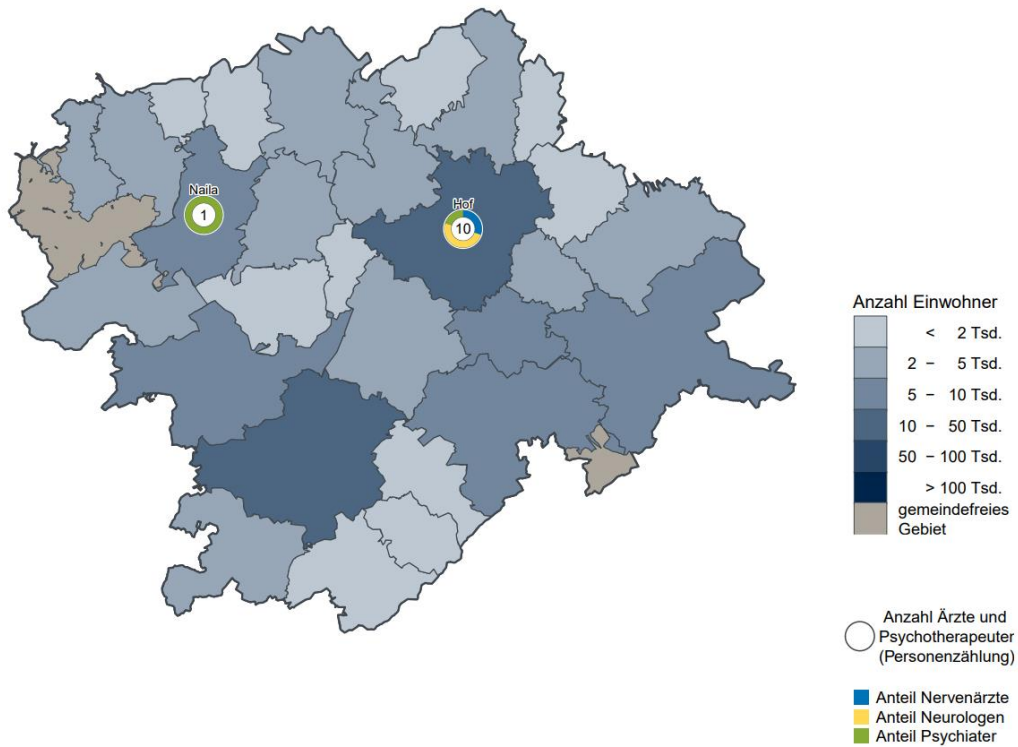 Naila
1
Hof
10
Anzahl Einwohner
< 2 Tsd.
2 – 5 Tsd.
5 – 10 Tsd.
10 – 50 Tsd.
50 – 100 Tsd.
> 100 Tsd.
gemeindefreies
Gebiet
Anzahl Ärzte und
Psychotherapeuter
(Personenzählung)
Anteil Nervenärzte
Anteil Neurologen
Anteil Psychiater